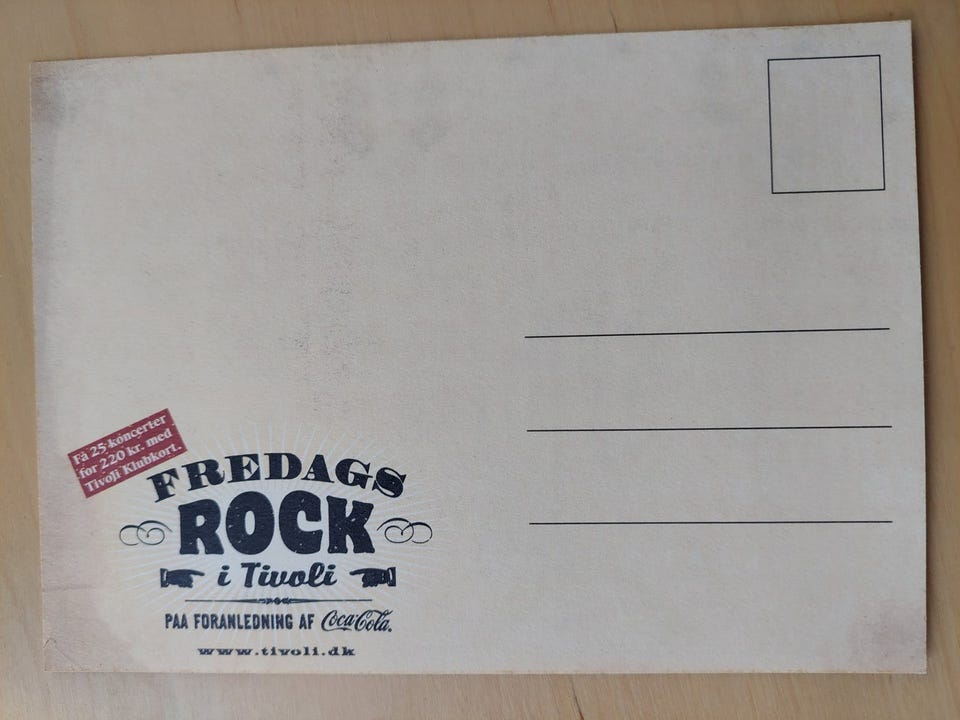 Få 25 koncerter
for 220 kr. med
Tivoli Klubkort.
FREDAGS
ROCK
i Tivoli
PAA FORANLEDNING AF Coca-Cola.
www.tivoli.dk